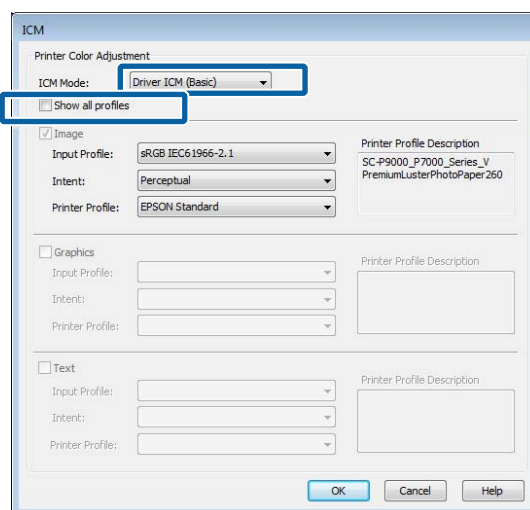 ICM
Printer Color Adjustment
ICM Mode: Driver ICM (Basic)
Show all profiles
Image
Input Profile: sRGB IEC61966-2.1
Intent: Perceptual
Printer Profile: EPSON Standard
Printer Profile Description
SC-P9000_P7000_Series_V
PremiumLusterPhotoPaper260
Graphics
Input Profile:
Intent:
Printer Profile:
Printer Profile Description
Text
Input Profile:
Intent:
Printer Profile:
Printer Profile Description
OK Cancel Help